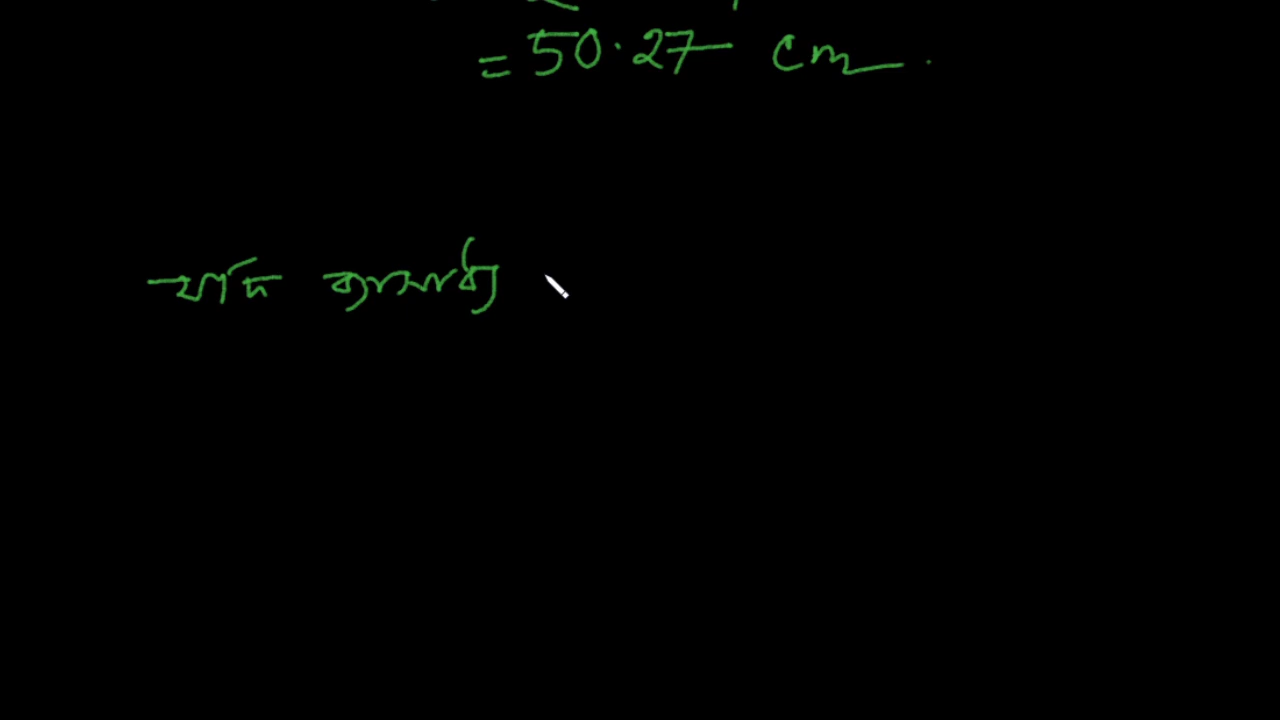 = 50.27 cm.
যদি ব্যাসার্ধ